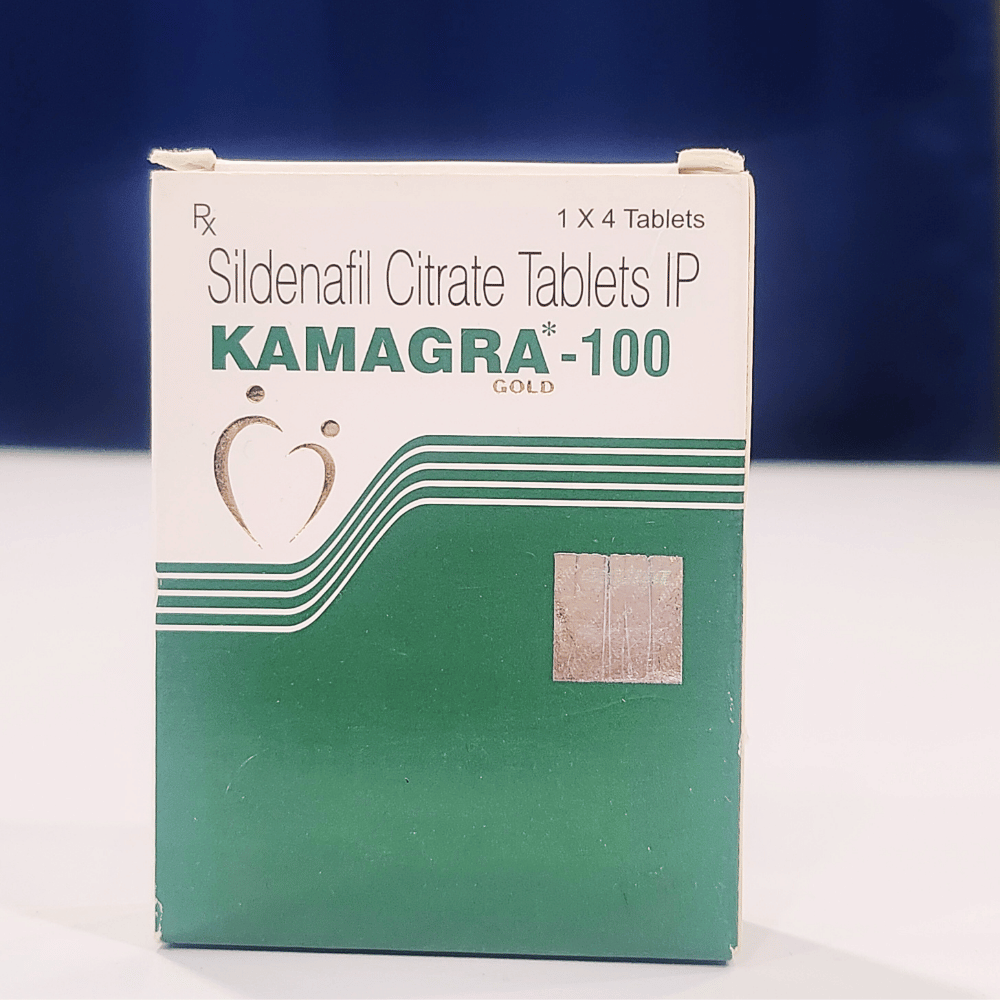 Rx
1 X 4 Tablets
Sildenafil Citrate Tablets IP
KAMAGRA*-100
GOLD